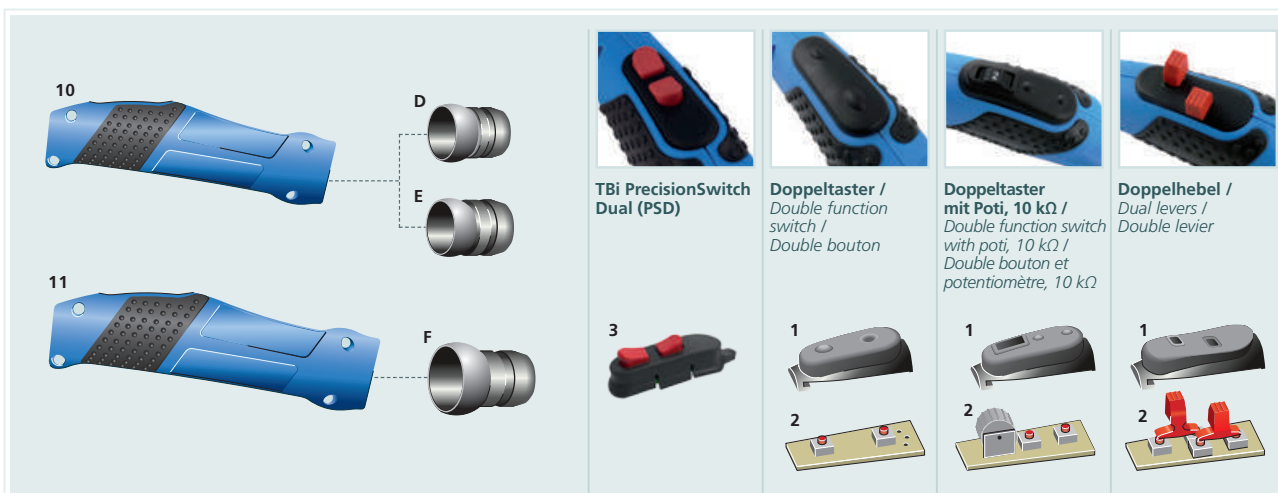 10
D
E
11
F
TBi PrecisionSwitch
Dual (PSD)
3
Doppeltaster /
Double function
switch /
Double bouton
1
2
Doppeltaster
mit Poti, 10 kΩ /
Double function switch
with poti, 10 kΩ /
Double bouton et
potentiomètre, 10 kΩ
1
2
Doppelhebel /
Dual levers /
Double levier
1
2